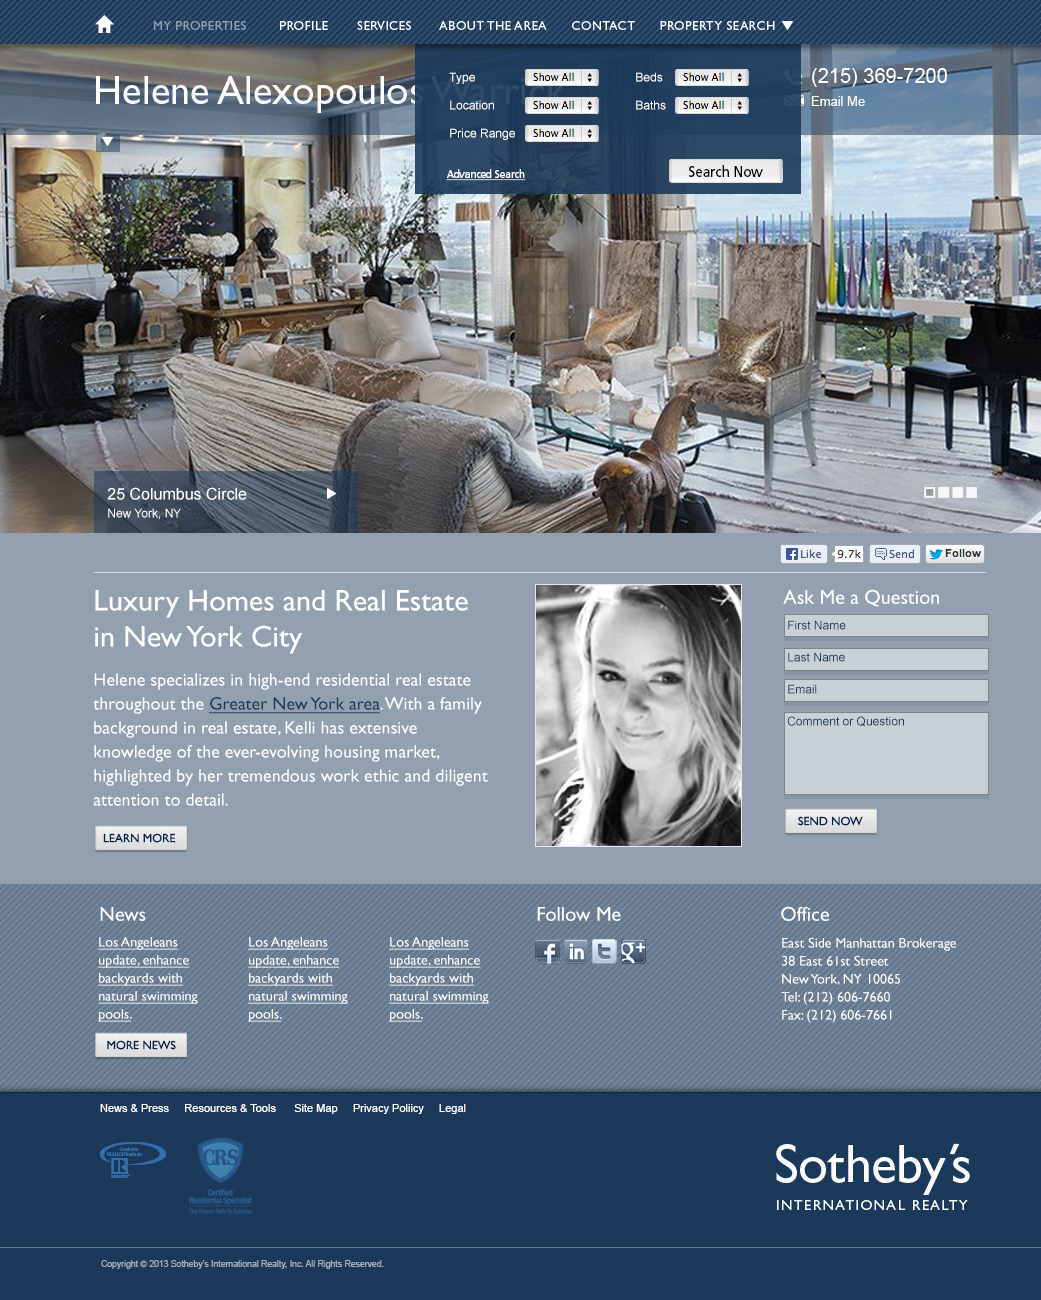 MY PROPERTIES PROFILE SERVICES ABOUT THE AREA CONTACT PROPERTY SEARCH
Helene Alexopoulos Warrick
Type Show All Beds Show All
Location Show All Baths Show All
Price Range Show All
Advanced Search Search Now
(215) 369-7200
Email Me
25 Columbus Circle
New York, NY
Like 9.7k Send Follow
Luxury Homes and Real Estate
in New York City
Helene specializes in high-end residential real estate
throughout the Greater New York area. With a family
background in real estate, Kelli has extensive
knowledge of the ever-evolving housing market,
highlighted by her tremendous work ethic and diligent
attention to detail.
LEARN MORE
Ask Me a Question
First Name
Last Name
Email
Comment or Question
SEND NOW
News
Los Angeleans
update, enhance
backyards with
natural swimming
pools.
Los Angeleans
update, enhance
backyards with
natural swimming
pools.
Los Angeleans
update, enhance
backyards with
natural swimming
pools.
MORE NEWS
Follow Me
f in t g+
Office
East Side Manhattan Brokerage
38 East 61st Street
New York, NY 10065
Tel: (212) 606-7660
Fax: (212) 606-7661
News & Press Resources & Tools Site Map Privacy Poliicy Legal
Graduate
REALTOR Institute
R
CRS
Certified
Residential Specialist
The Proven Path To Success
Sotheby's
INTERNATIONAL REALTY
Copyright © 2013 Sotheby's International Realty, Inc. All Rights Reserved.